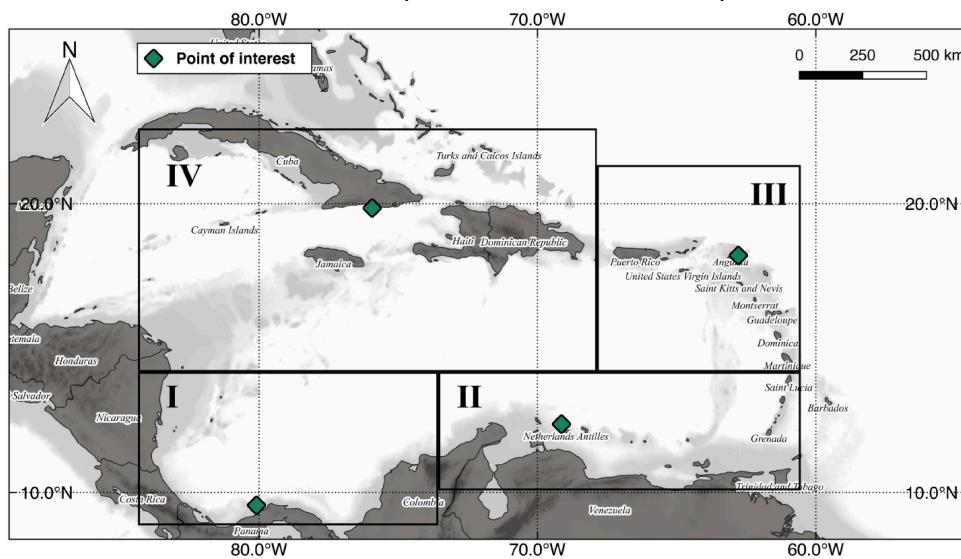 80.0°W 70.0°W 60.0°W
N
Point of interest
0 250 500 km
IV
Cuba
Turks and Caicos Islands
III
20.0°N 20.0°N
Cayman Islands
Haiti Dominican Republic
Jamaica
Puerto Rico
Anguilla
United States Virgin Islands
Saint Kitts and Nevis
Belize
Montserrat
Guadeloupe
Honduras
Dominica
Martinique
Salvador
I
II
Saint Lucia
Nicaragua
Barbados
Netherlands Antilles
Grenada
10.0°N 10.0°N
Costa Rica
Colombia
Trinidad and Tobago
Venezuela
Panama
80.0°W 70.0°W 60.0°W